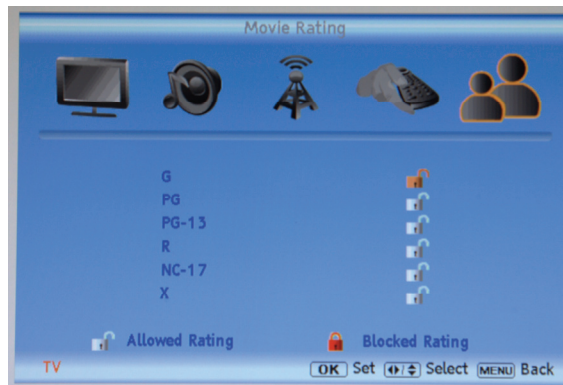 Movie Rating
G
PG
PG-13
R
NC-17
X
Allowed Rating Blocked Rating
TV OK Set Select MENU Back